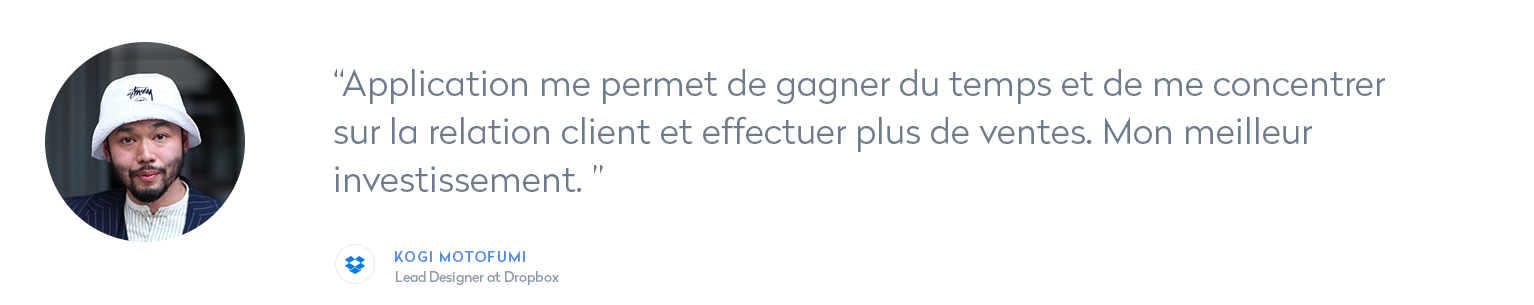 STÜSSY
“Application me permet de gagner du temps et de me concentrer
sur la relation client et effectuer plus de ventes. Mon meilleur
investissement. ”
KOGI MOTOFUMI
Lead Designer at Dropbox